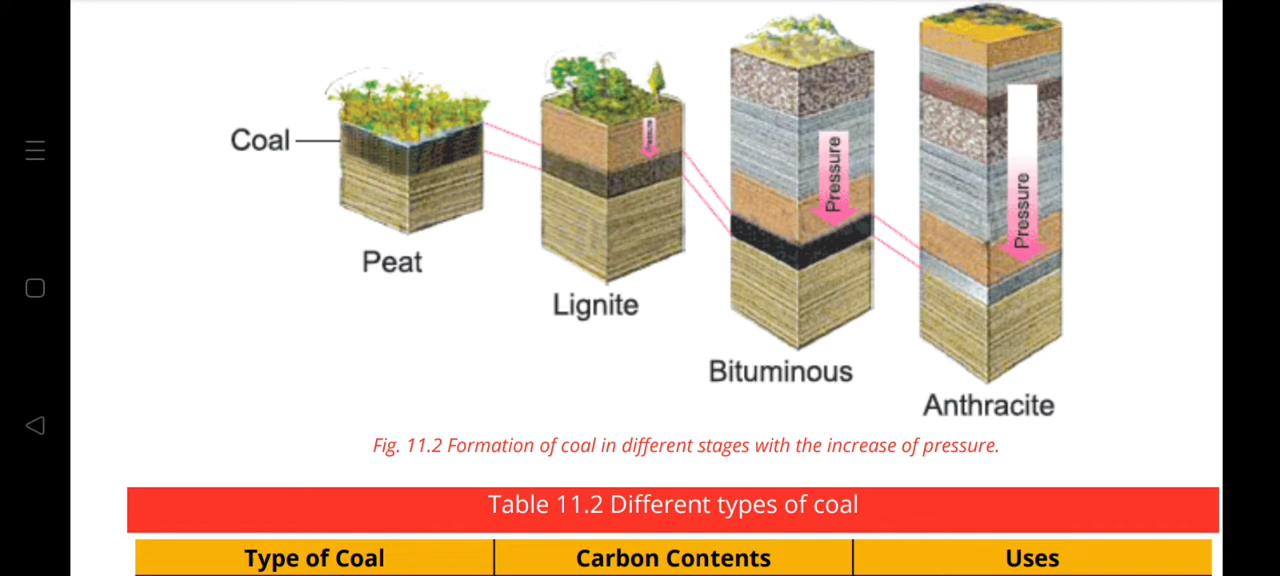 Coal
Pressure
Pressure
Pressure
Peat
Lignite
Bituminous
Anthracite
Fig. 11.2 Formation of coal in different stages with the increase of pressure.
Table 11.2 Different types of coal
Type of Coal Carbon Contents Uses